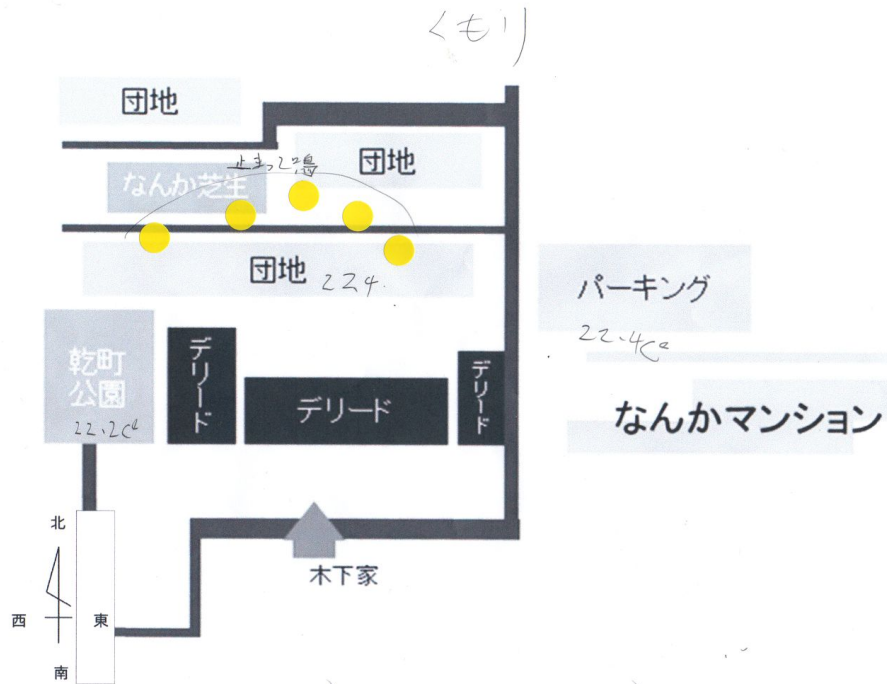 くもり
団地
団地
止まって鳴
なんか芝生
団地
22.4.
パーキング
22.4C°
乾町
公園
22.2C°
デリード
デリード
デリード
なんかマンション
木下家
北
西
東
南